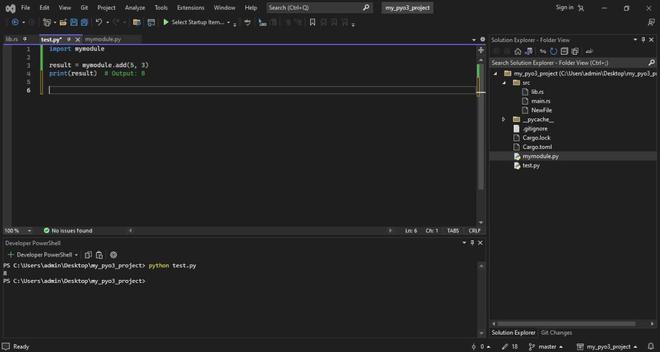 File Edit View Git Project Debug Analyze Tools Extensions Window Help Search (Ctrl+Q) my_pyo3_project Sign in
Select Startup Item...
lib.rs test.py* mymodule.py
1 import mymodule
2
3 result = mymodule.add(5, 3)
4 print(result) # Output: 8
5
6
100 % No issues found Ln: 6 Ch: 1 TABS CRLF
Developer PowerShell
Developer PowerShell
PS C:\Users\admin\Desktop\my_pyo3_project> python test.py
8
PS C:\Users\admin\Desktop\my_pyo3_project>
Solution Explorer - Folder View
Search Solution Explorer - Folder View (Ctrl+;)
my_pyo3_project (C:\Users\admin\Desktop\my_pyo3_p
src
lib.rs
main.rs
NewFile
__pycache__
.gitignore
Cargo.lock
Cargo.toml
mymodule.py
test.py
Solution Explorer Git Changes
Ready 0 18 master my_pyo3_project